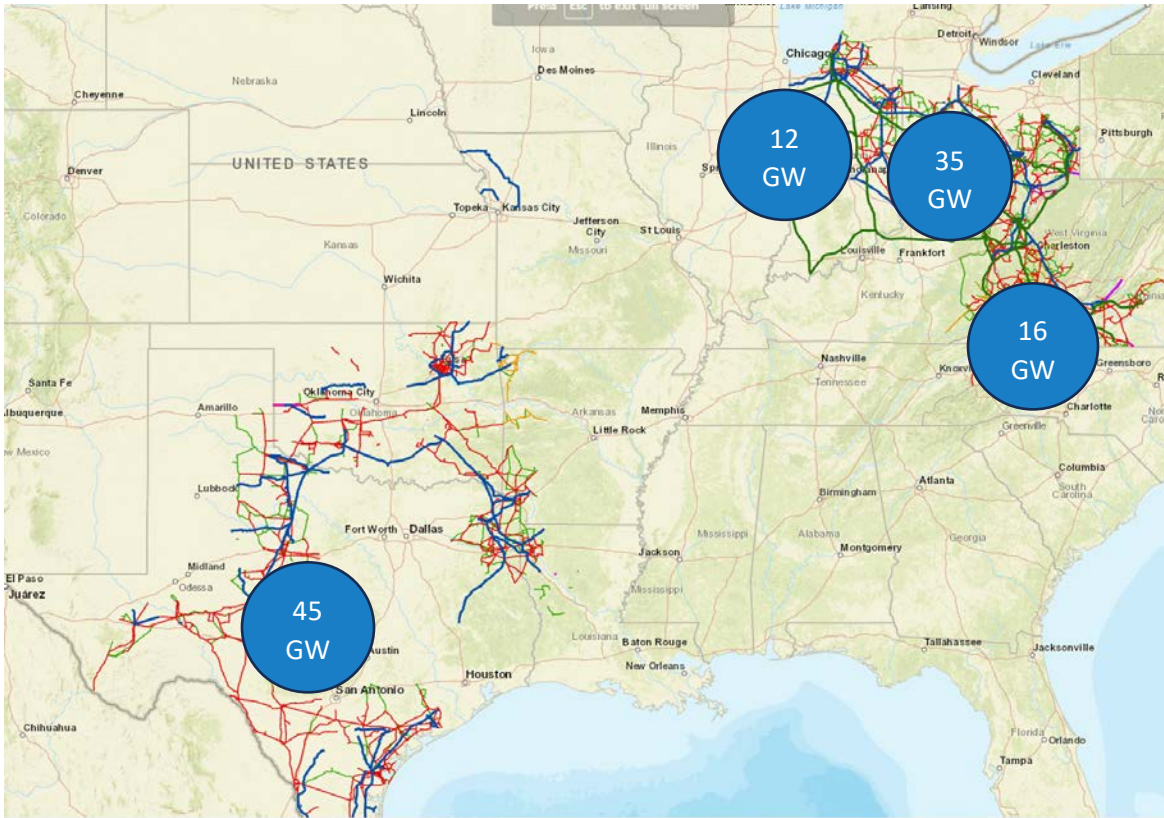 Press Esc to exit full screen
Lake Michigan
Lansing
Detroit
Windsor
Lake Erie
Chicago
Iowa
Des Moines
Cleveland
Nebraska
Cheyenne
Lincoln
Pittsburgh
Illinois
12
GW
35
GW
UNITED STATES
Denver
Topeka
Kansas City
Colorado
Jefferson
City
Missouri
St Louis
West Virginia
Charleston
Louisville
Frankfort
Kansas
Wichita
Kentucky
16
GW
Nashville
Tennessee
Greensboro
Santa Fe
Oklahoma City
Oklahoma
Amarillo
Arkansas
Memphis
Charlotte
Greenville
Little Rock
Columbia
South
Carolina
Lubbock
Atlanta
Birmingham
Fort Worth
Dallas
Mississippi
Alabama
Georgia
Montgomery
Jackson
Midland
Odessa
El Paso
Juárez
Mississippi
45
GW
Austin
Louisiana
Baton Rouge
Tallahassee
Jacksonville
New Orleans
Houston
San Antonio
Chihuahua
Florida
Orlando
Tampa